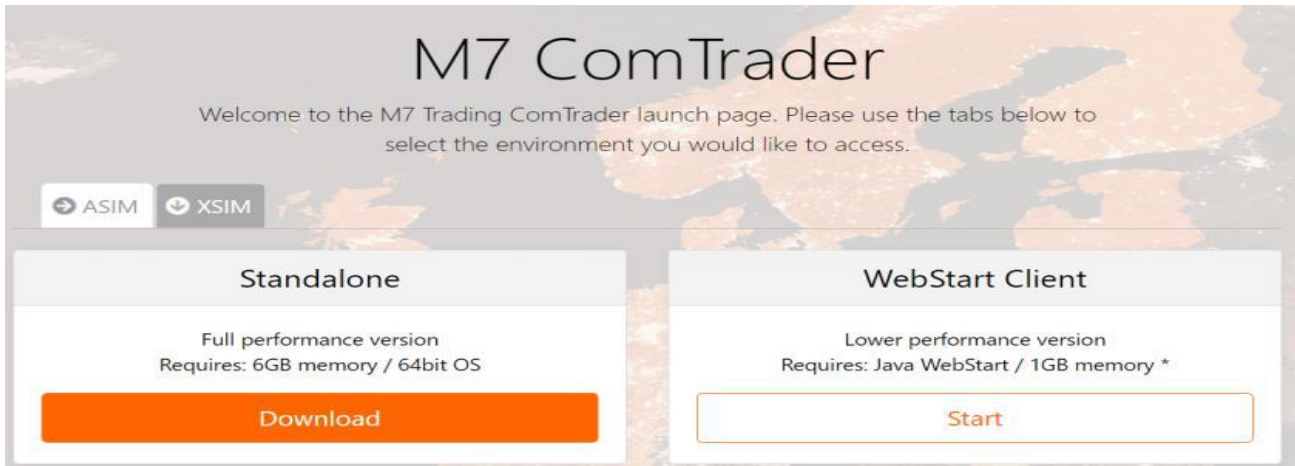 M7 ComTrader
Welcome to the M7 Trading ComTrader launch page. Please use the tabs below to
select the environment you would like to access.
ASIM XSIM
Standalone
Full performance version
Requires: 6GB memory / 64bit OS
Download
WebStart Client
Lower performance version
Requires: Java WebStart / 1GB memory *
Start